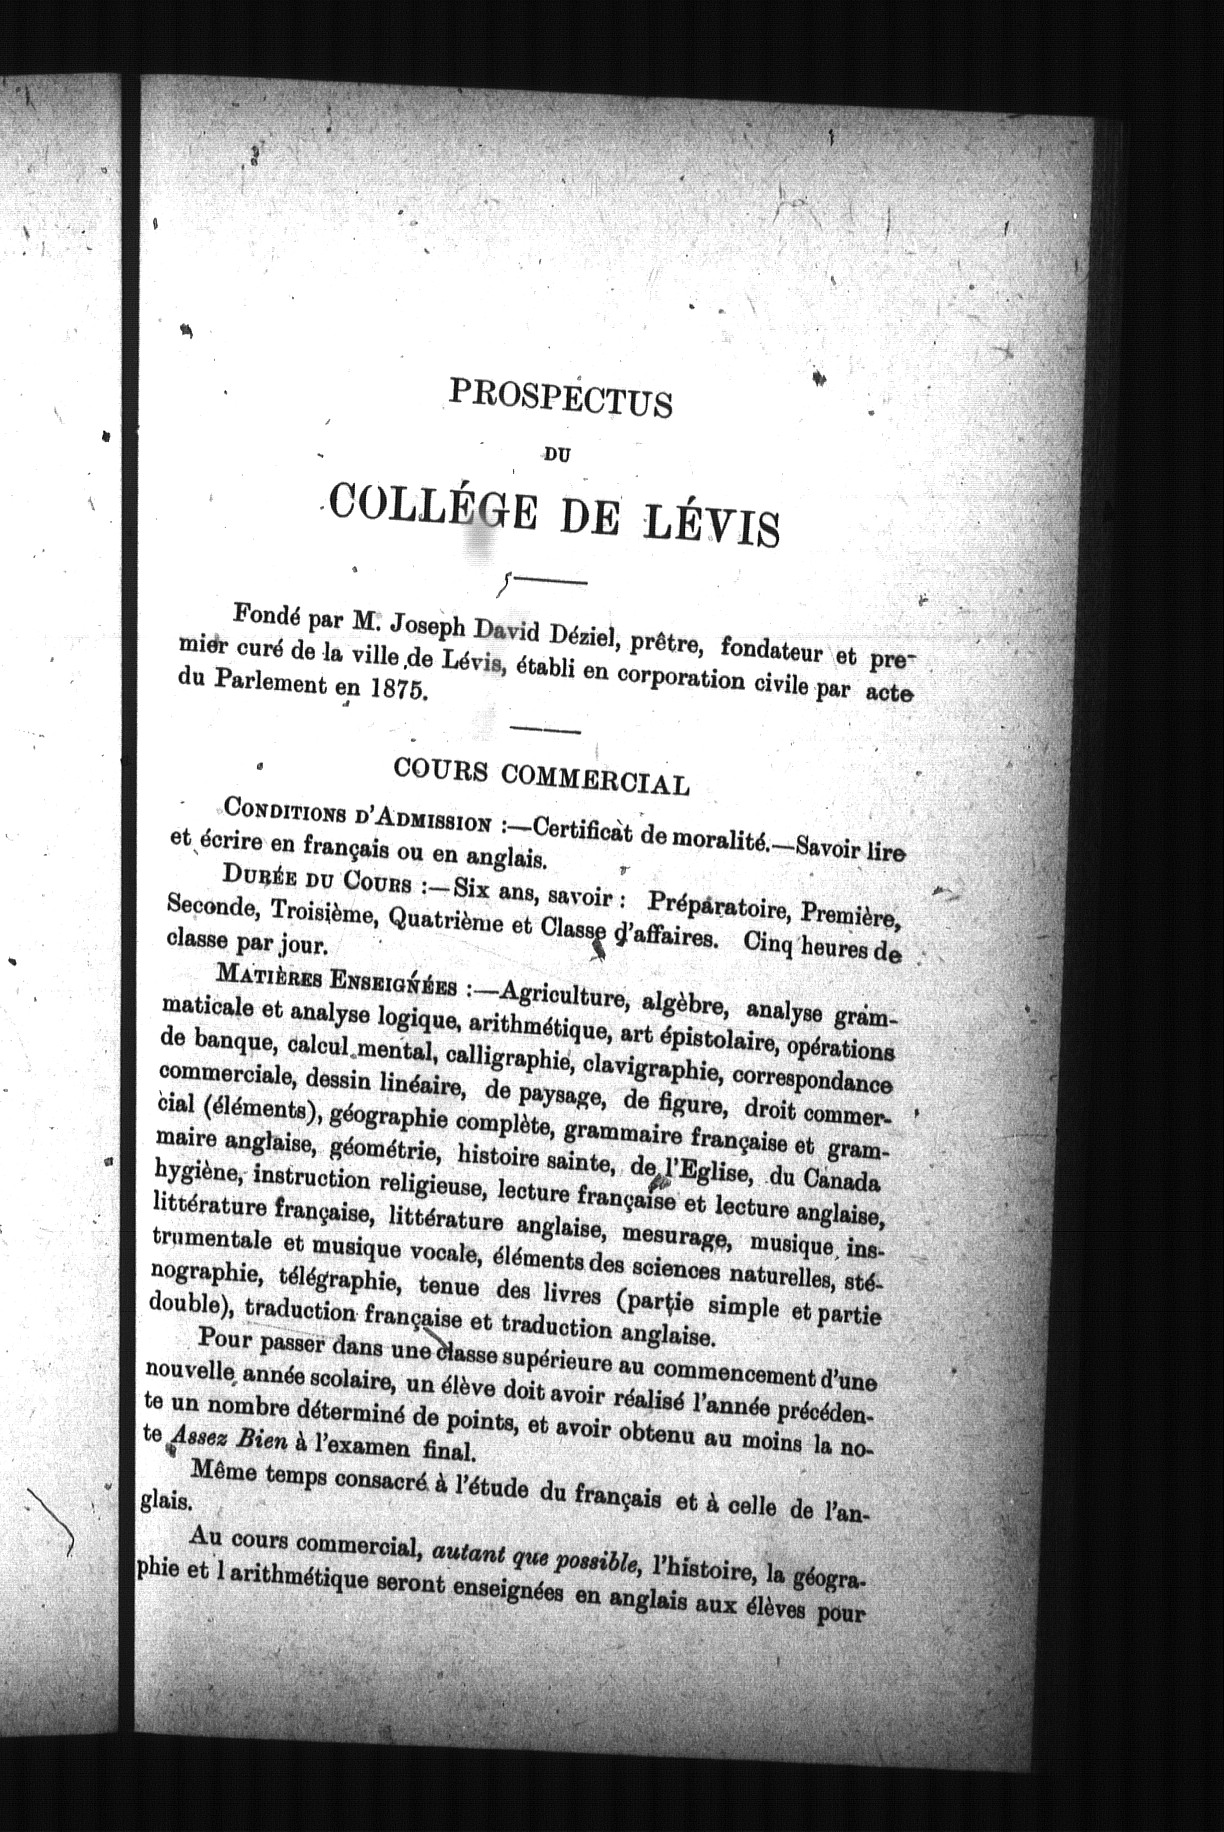 PROSPECTUS
DU
COLLÉGE DE LÉVIS
Fondé par M. Joseph David Déziel, prêtre, fondateur et pre-
mier curé de la ville de Lévis, établi en corporation civile par acte
du Parlement en 1875.
COURS COMMERCIAL
CONDITIONS D'ADMISSION :—Certificat de moralité.—Savoir lire
et écrire en français ou en anglais.
DURÉE DU COURS :—Six ans, savoir : Préparatoire, Première,
Seconde, Troisième, Quatrième et Classe d'affaires. Cinq heures de
classe par jour.
MATIÈRES ENSEIGNÉES :—Agriculture, algèbre, analyse gram-
maticale et analyse logique, arithmétique, art épistolaire, opérations
de banque, calcul mental, calligraphie, clavigraphie, correspondance
commerciale, dessin linéaire, de paysage, de figure, droit commer-
cial (éléments), géographie complète, grammaire française et gram-
maire anglaise, géométrie, histoire sainte, de l'Eglise, du Canada
hygiène, instruction religieuse, lecture française et lecture anglaise,
littérature française, littérature anglaise, mesurage, musique ins-
trumentale et musique vocale, éléments des sciences naturelles, sté-
nographie, télégraphie, tenue des livres (partie simple et partie
double), traduction française et traduction anglaise.
Pour passer dans une classe supérieure au commencement d'une
nouvelle année scolaire, un élève doit avoir réalisé l'année précéden-
te un nombre déterminé de points, et avoir obtenu au moins la no-
te Assez Bien à l'examen final.
Même temps consacré à l'étude du français et à celle de l'an-
glais.
Au cours commercial, autant que possible, l'histoire, la géogra-
phie et l arithmétique seront enseignées en anglais aux élèves pour